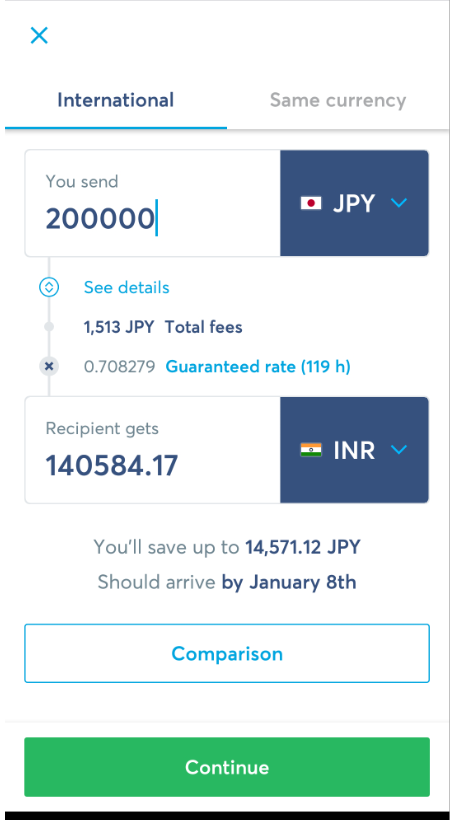 International Same currency
You send
200000 JPY
See details
1,513 JPY Total fees
0.708279 Guaranteed rate (119 h)
Recipient gets
140584.17 INR
You'll save up to 14,571.12 JPY
Should arrive by January 8th
Comparison
Continue